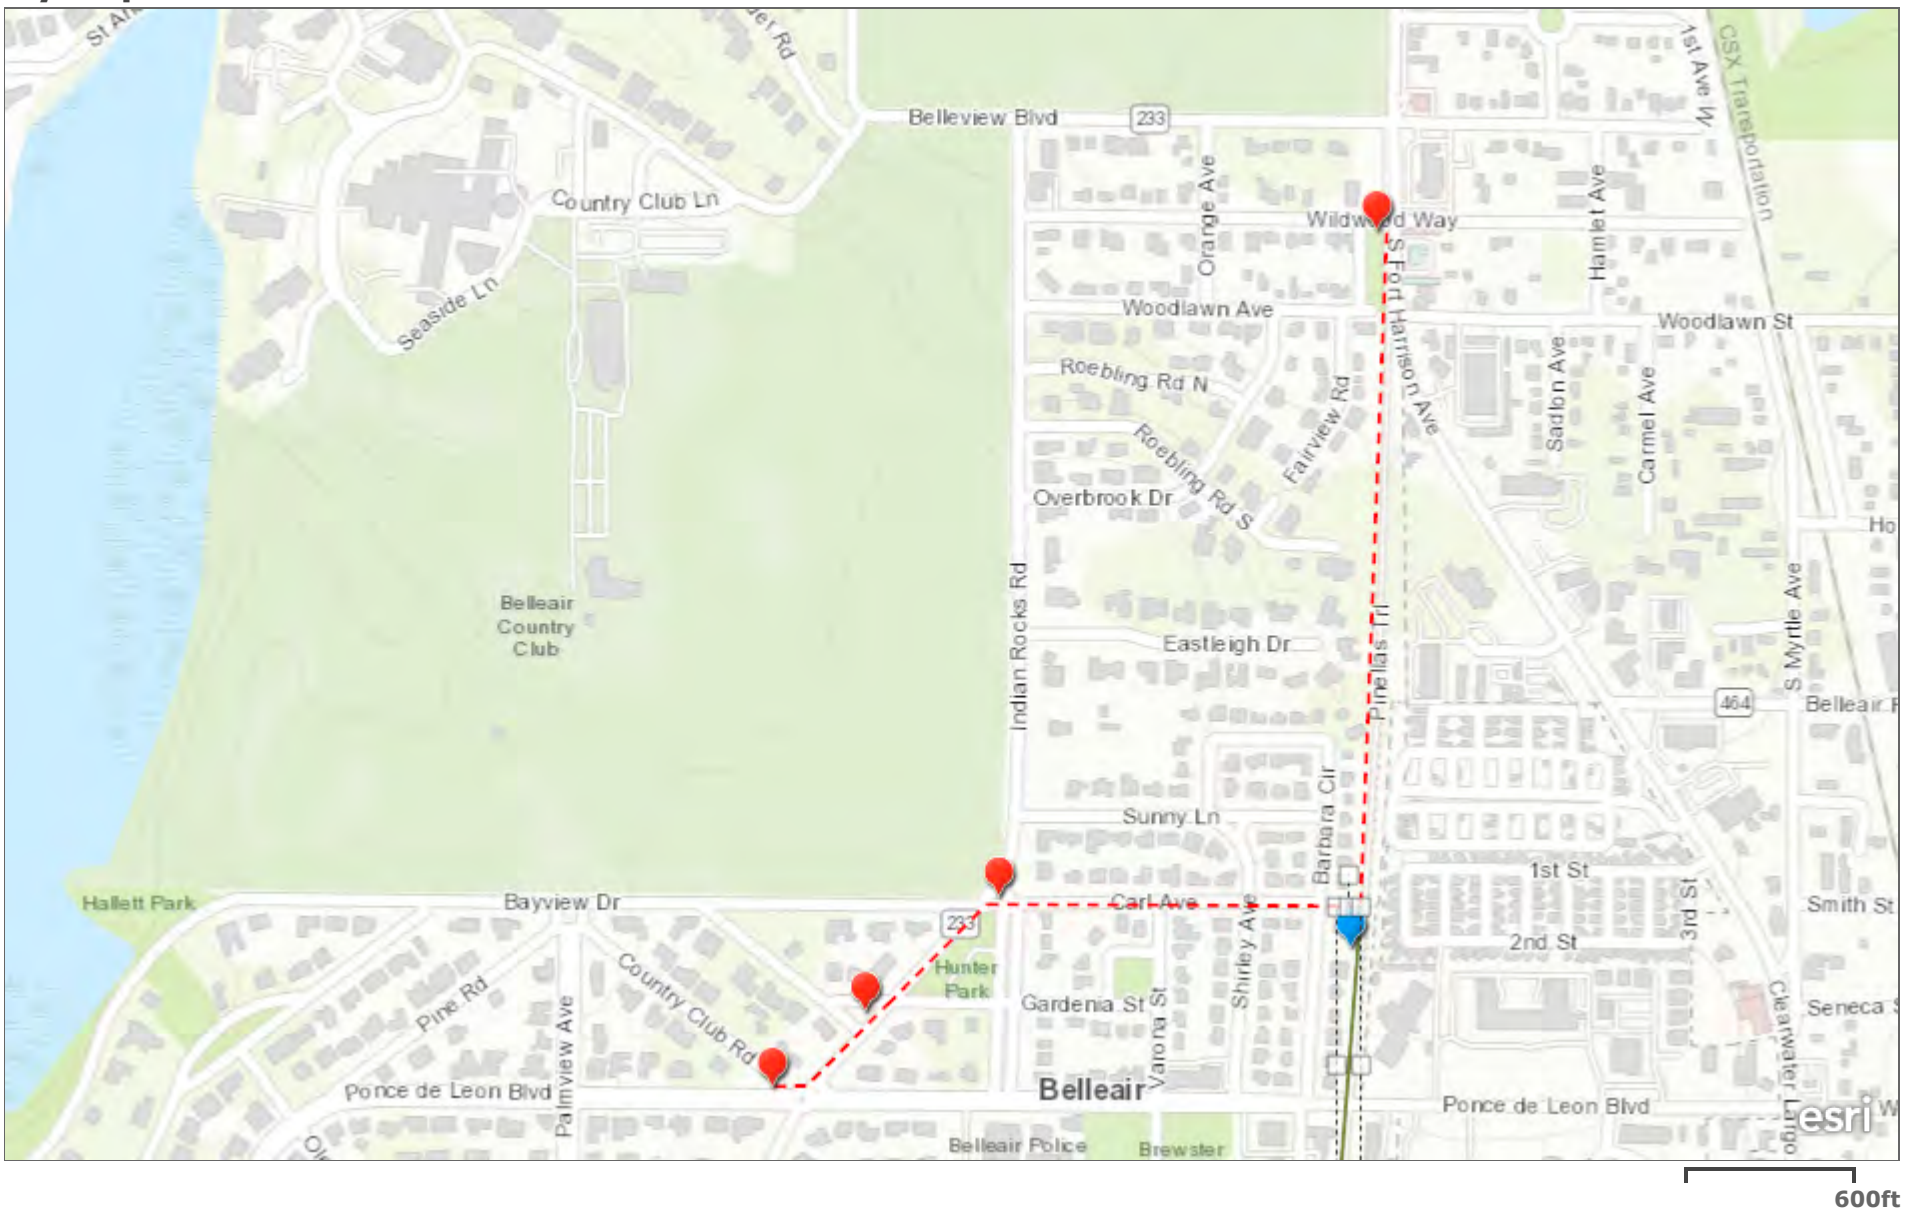 St An
1st Ave W
CSX Transportation
Belleview Blvd
233
Country Club Ln
Orange Ave
Hamlet Ave
Wildwood Way
S Fort Harrison Ave
Seaside Ln
Woodlawn Ave
Woodlawn St
Roebling Rd N
Fairview Rd
Sadlon Ave
Carmel Ave
Roebling Rd S
Overbrook Dr
Ho
Belleair
Country
Club
Indian Rocks Rd
Pinellas Trl
S Myrtle Ave
Eastleigh Dr
464
Belleair
Barbara Cir
Sunny Ln
1st St
Hallett Park
Bayview Dr
Carl Ave
3rd St
Smith St
233
2nd St
Shirley Ave
Hunter
Park
Country Club Rd
Pine Rd
Gardenia St
Varona St
Seneca S
Palmview Ave
Clearwater Largo
Ponce de Leon Blvd
Belleair
Ponce de Leon Blvd
W
esri
Belleair Police
Brewster
600ft